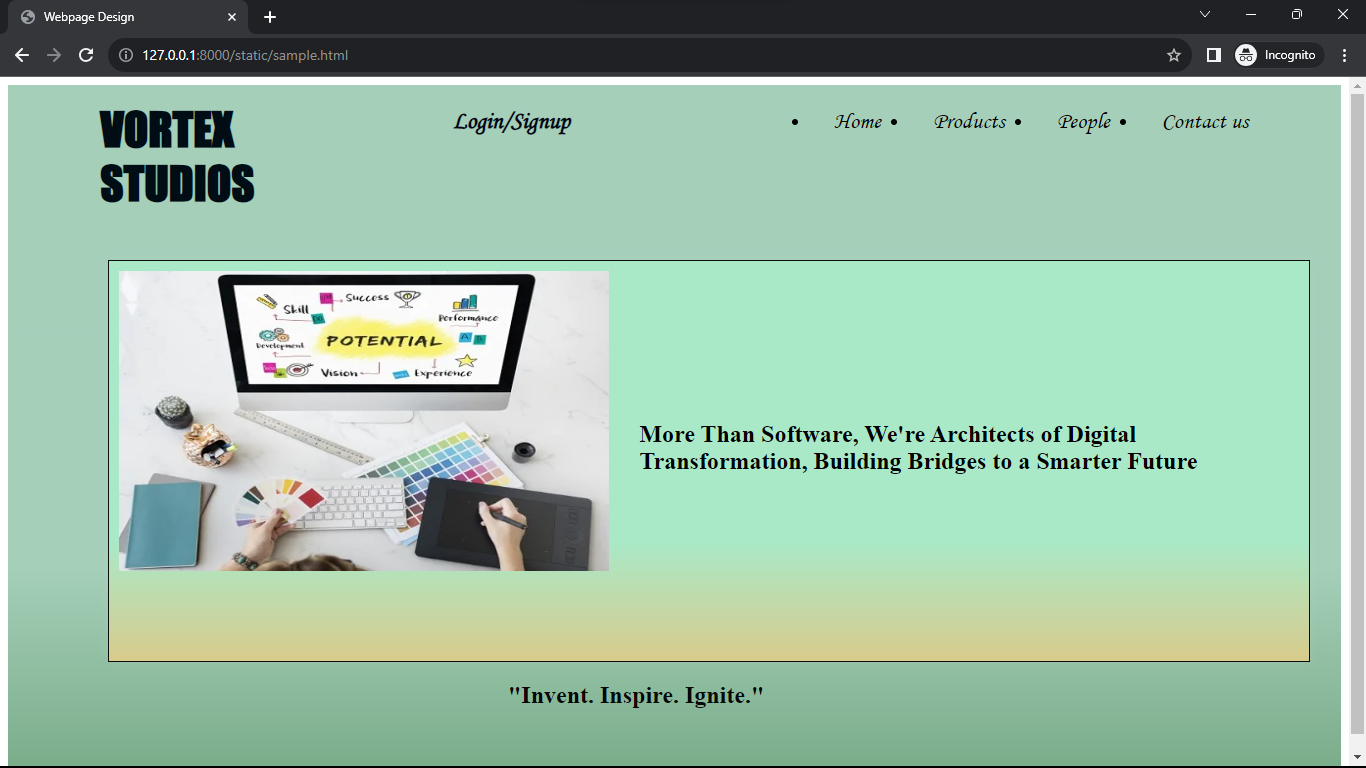 Webpage Design
127.0.0.1:8000/static/sample.html
Incognito
VORTEX
STUDIOS
Login/Signup
• Home • Products • People • Contact us
Skill
Success
Performance
Development
POTENTIAL
A
B
Vision
Experience
More Than Software, We're Architects of Digital
Transformation, Building Bridges to a Smarter Future
"Invent. Inspire. Ignite."